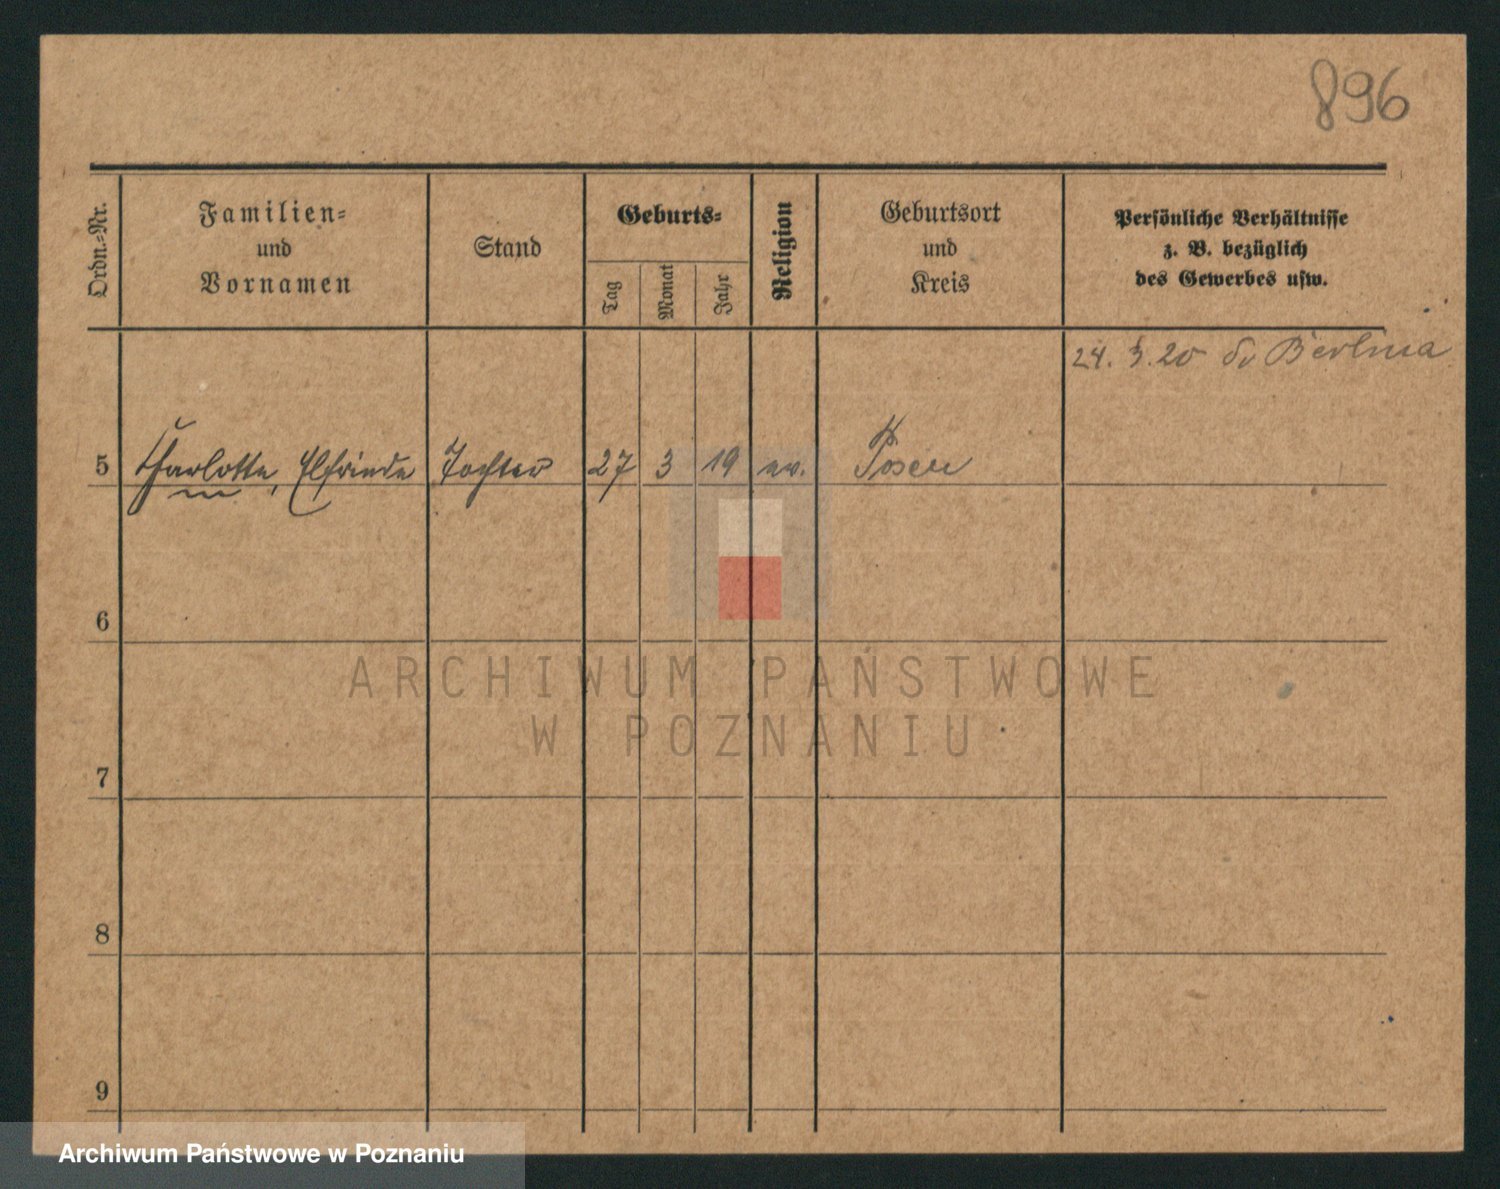 896
Ordn.-Nr.
Familien-
und
Vornamen
Stand
Geburts-
Tag
Monat
Jahr
Religion
Geburtsort
und
Kreis
Persönliche Verhältnisse
z. B. bezüglich
des Gewerbes usw.
24. 3. 20 do Berlina
5 Charlotte, Elfriede Tochter 27 3 19 ev. Posen
6
ARCHIWUM PAŃSTWOWE
W POZNANIU
7
8
9
Archiwum Państwowe w Poznaniu